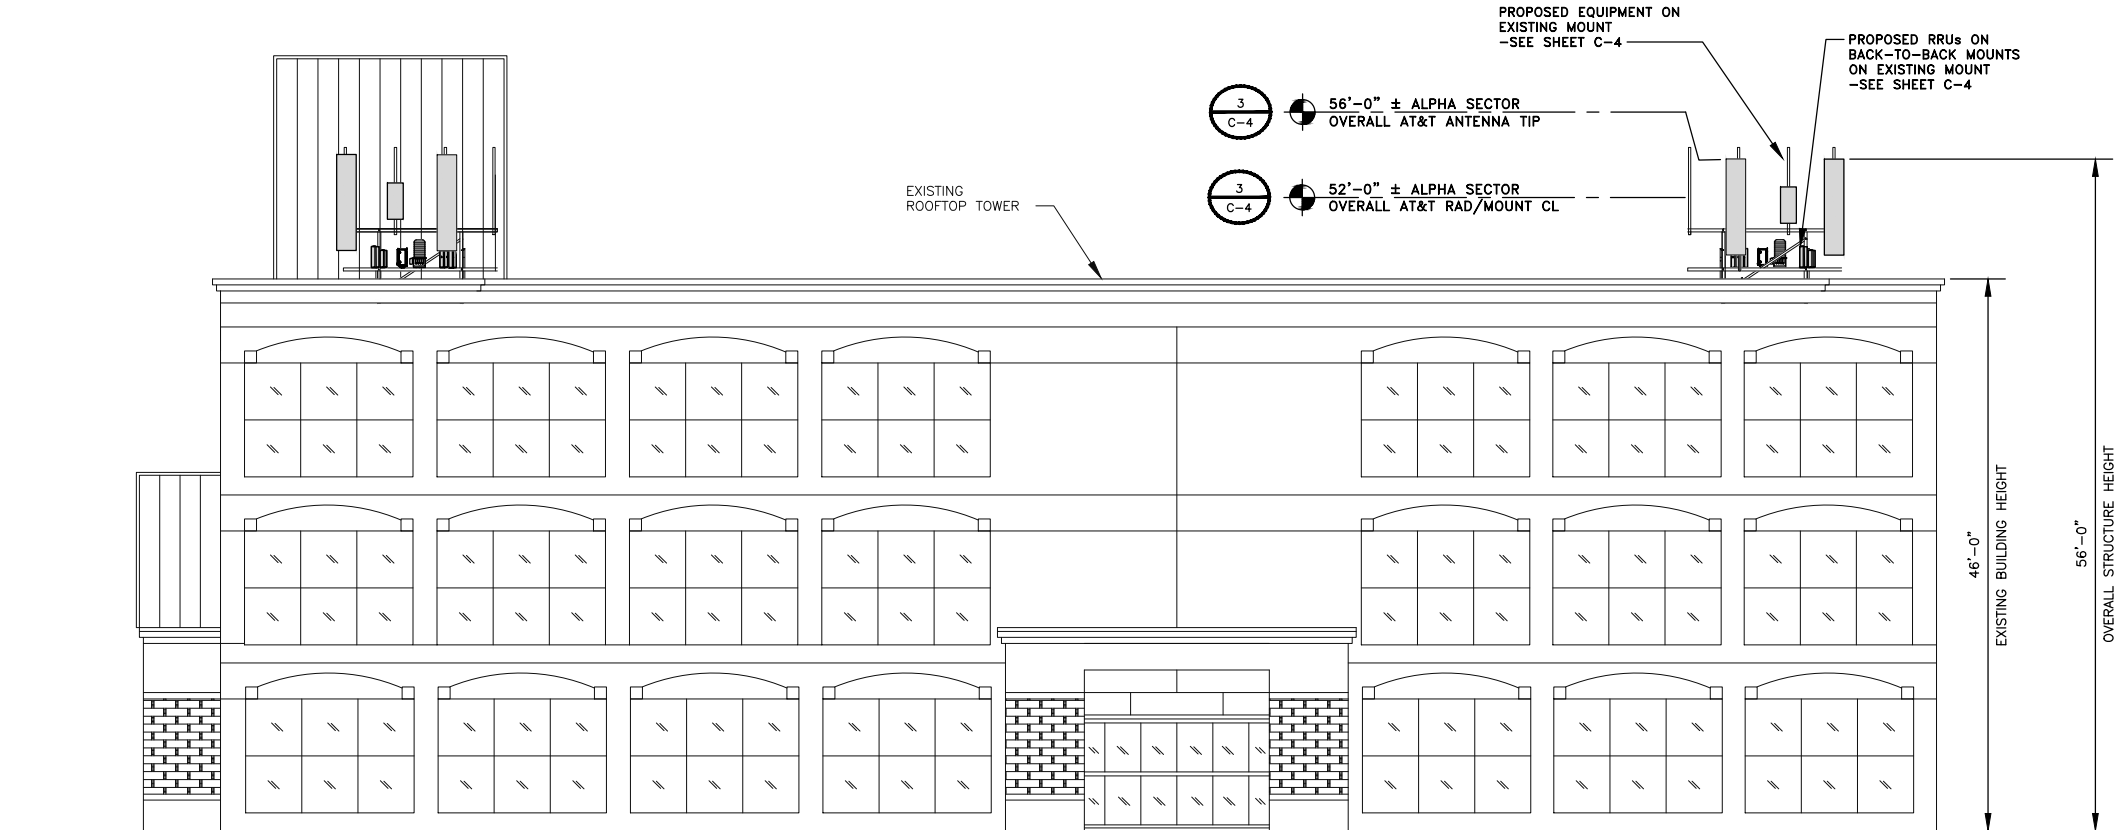 PROPOSED EQUIPMENT ON
EXISTING MOUNT
-SEE SHEET C-4
PROPOSED RRUs ON
BACK-TO-BACK MOUNTS
ON EXISTING MOUNT
-SEE SHEET C-4
3
C-4
56'-0" ± ALPHA SECTOR
OVERALL AT&T ANTENNA TIP
3
C-4
52'-0" ± ALPHA SECTOR
OVERALL AT&T RAD/MOUNT CL
EXISTING
ROOFTOP TOWER
46'-0"
EXISTING BUILDING HEIGHT
56'-0"
OVERALL STRUCTURE HEIGHT